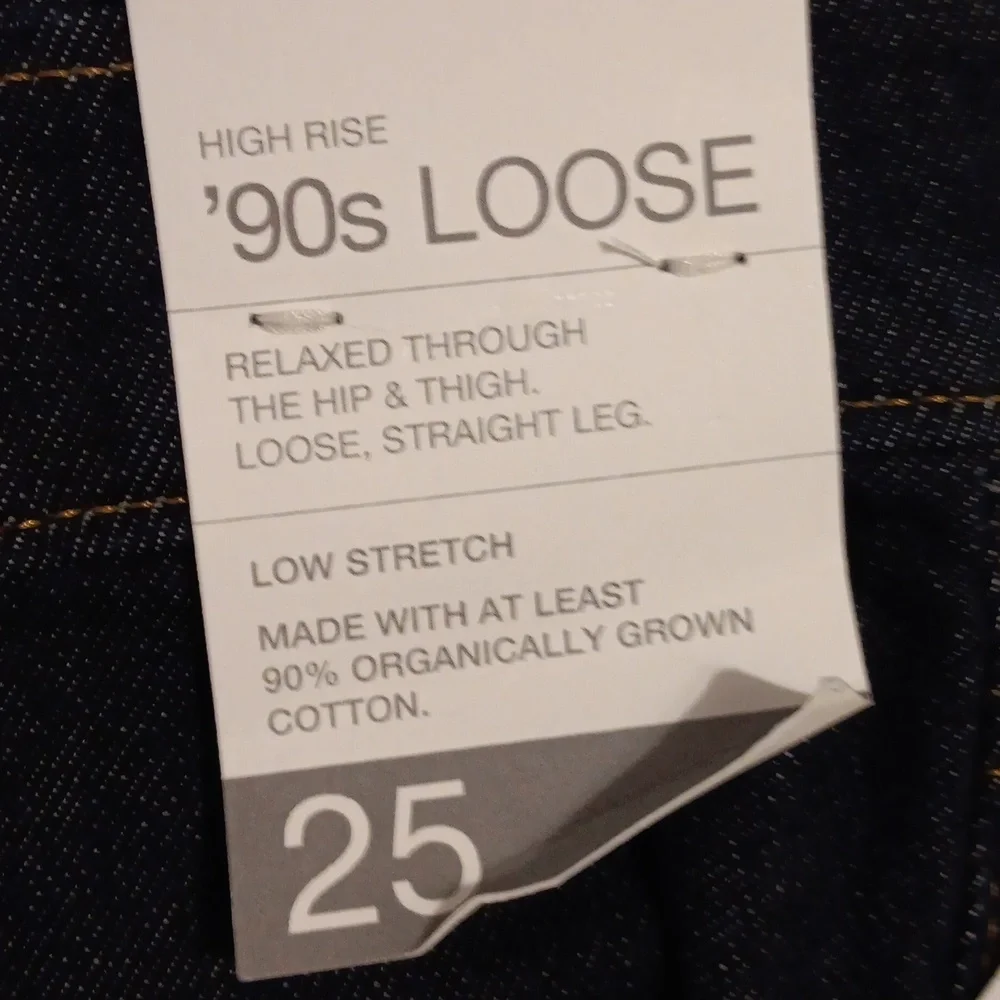 HIGH RISE
'90s LOOSE
RELAXED THROUGH
THE HIP & THIGH.
LOOSE, STRAIGHT LEG.
LOW STRETCH
MADE WITH AT LEAST
90% ORGANICALLY GROWN
COTTON.
25